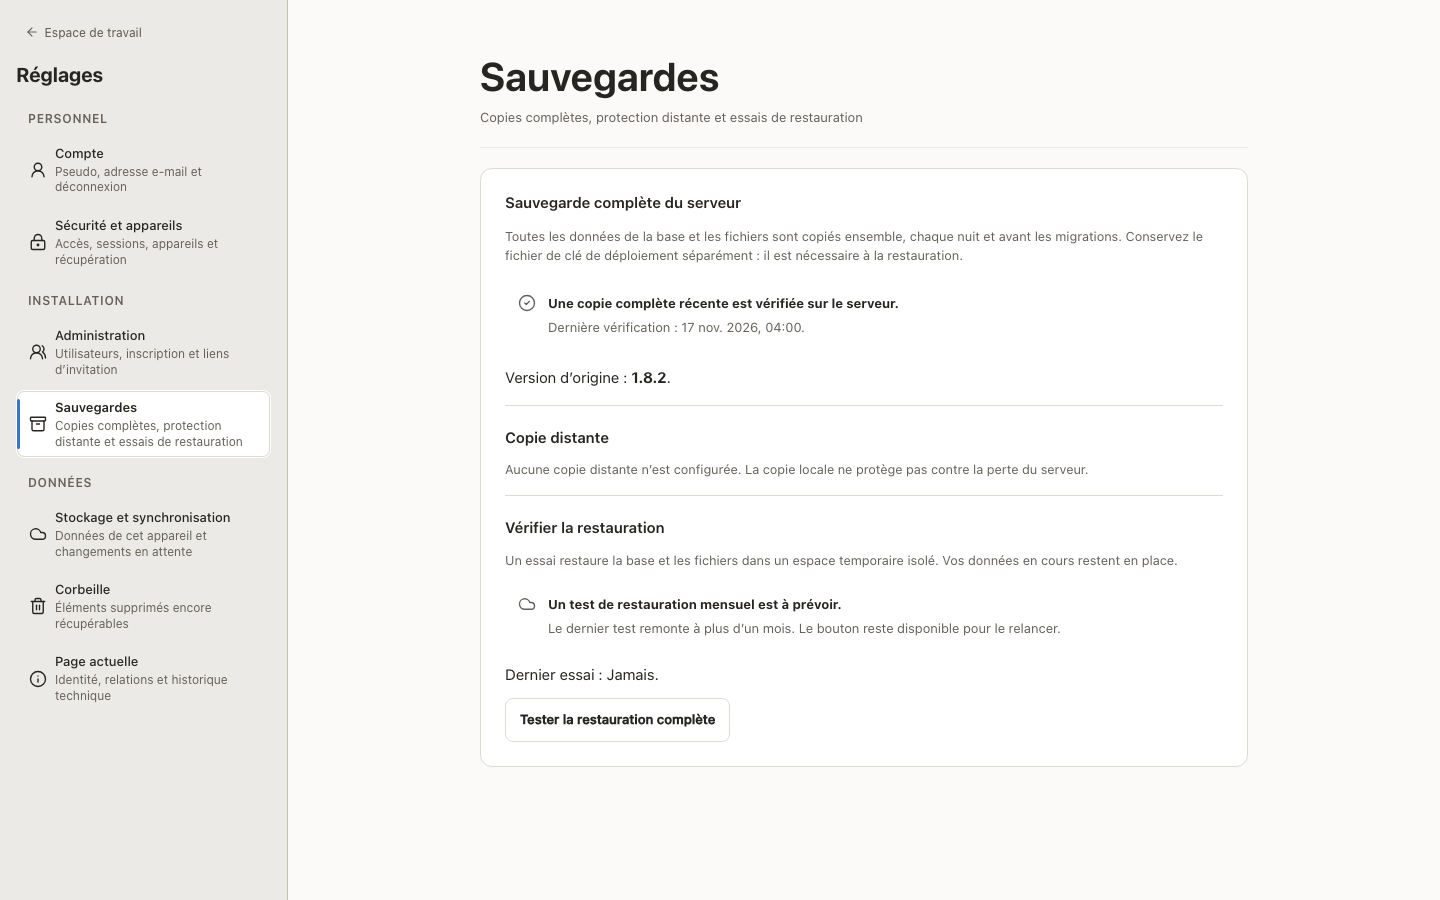 Espace de travail
Réglages
PERSONNEL
Compte
Pseudo, adresse e-mail et
déconnexion
Sécurité et appareils
Accès, sessions, appareils et
récupération
INSTALLATION
Administration
Utilisateurs, inscription et liens
d’invitation
Sauvegardes
Copies complètes, protection
distante et essais de restauration
DONNÉES
Stockage et synchronisation
Données de cet appareil et
changements en attente
Corbeille
Éléments supprimés encore
récupérables
Page actuelle
Identité, relations et historique
technique
Sauvegardes
Copies complètes, protection distante et essais de restauration
Sauvegarde complète du serveur
Toutes les données de la base et les fichiers sont copiés ensemble, chaque nuit et avant les migrations. Conservez le
fichier de clé de déploiement séparément : il est nécessaire à la restauration.
Une copie complète récente est vérifiée sur le serveur.
Dernière vérification : 17 nov. 2026, 04:00.
Version d’origine : 1.8.2.
Copie distante
Aucune copie distante n’est configurée. La copie locale ne protège pas contre la perte du serveur.
Vérifier la restauration
Un essai restaure la base et les fichiers dans un espace temporaire isolé. Vos données en cours restent en place.
Un test de restauration mensuel est à prévoir.
Le dernier test remonte à plus d’un mois. Le bouton reste disponible pour le relancer.
Dernier essai : Jamais.
Tester la restauration complète